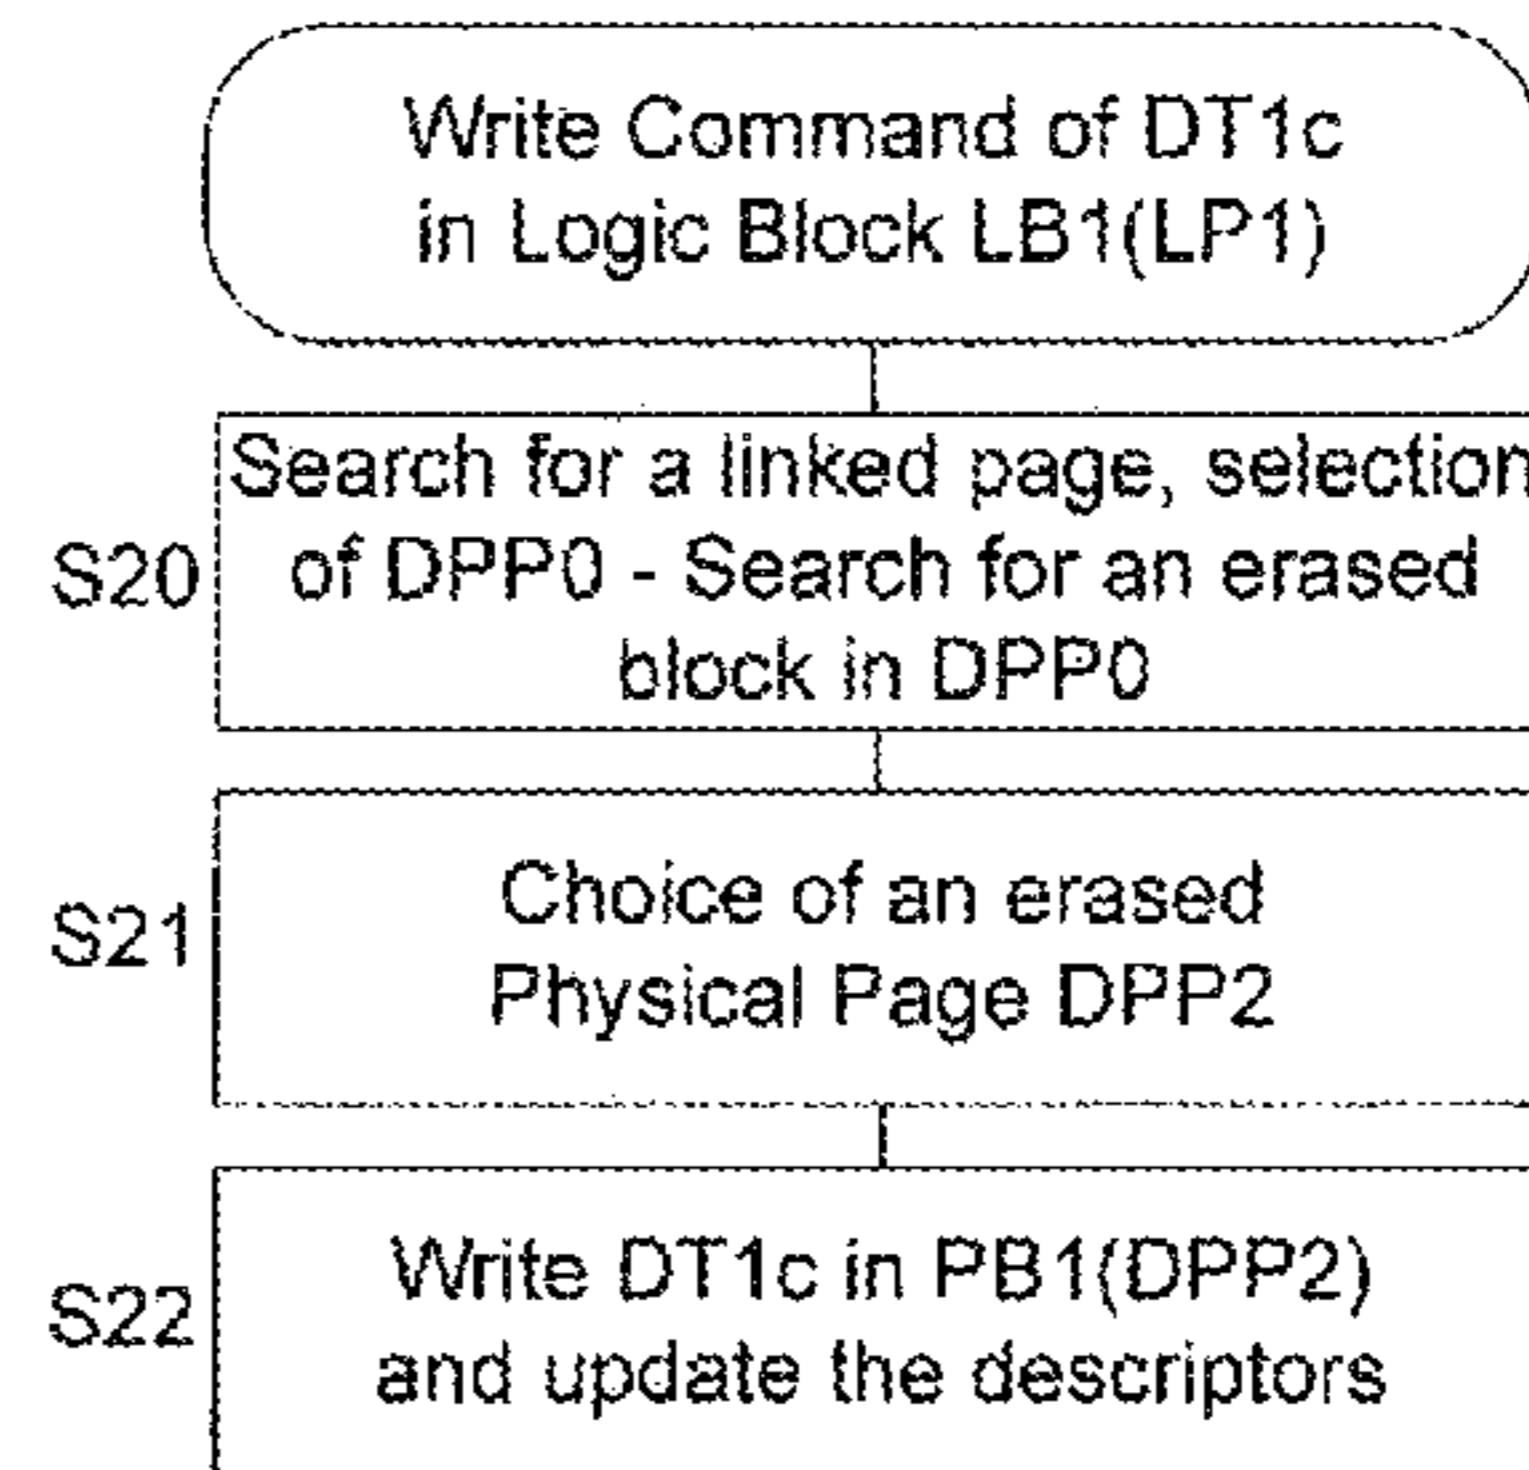 Write Command of DT1c
in Logic Block LB1(LP1)
Search for a linked page, selection
S20
of DPP0 - Search for an erased
block in DPP0
Choice of an erased
S21
Physical Page DPP2
Write DT1c in PB1(DPP2)
S22
and update the descriptors